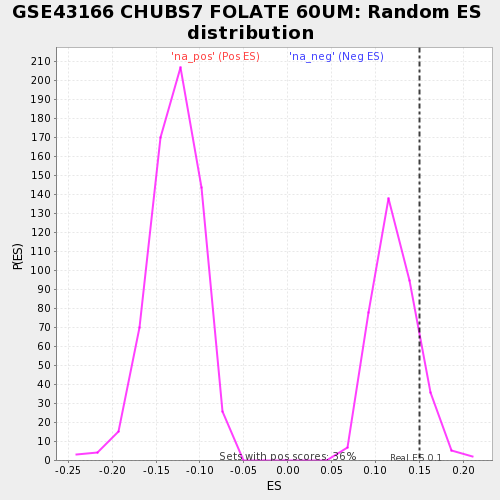 GSE43166 CHUBS7 FOLATE 60UM: Random ES
distribution
'na_pos' (Pos ES) 'na_neg' (Neg ES)
210
200
190
180
170
160
150
140
130
120
110
100
90
80
70
60
50
40
30
20
10
0
P(ES)
Sets with pos scores: 36%
Real ES 0.1
-0.25 -0.20 -0.15 -0.10 -0.05 0.00 0.05 0.10 0.15 0.20
ES